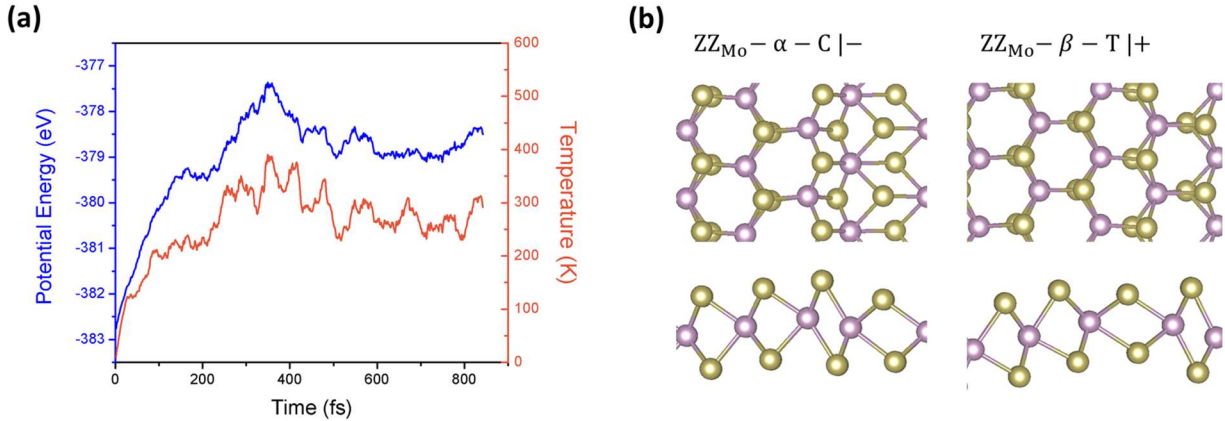 (a)
Potential Energy (eV)
-377
-378
-379
-380
-381
-382
-383
0
200
400
600
800
Time (fs)
600
500
400
300
200
100
0
Temperature (K)
(b)
ZZMo − α − C |−
ZZMo − β − T |+